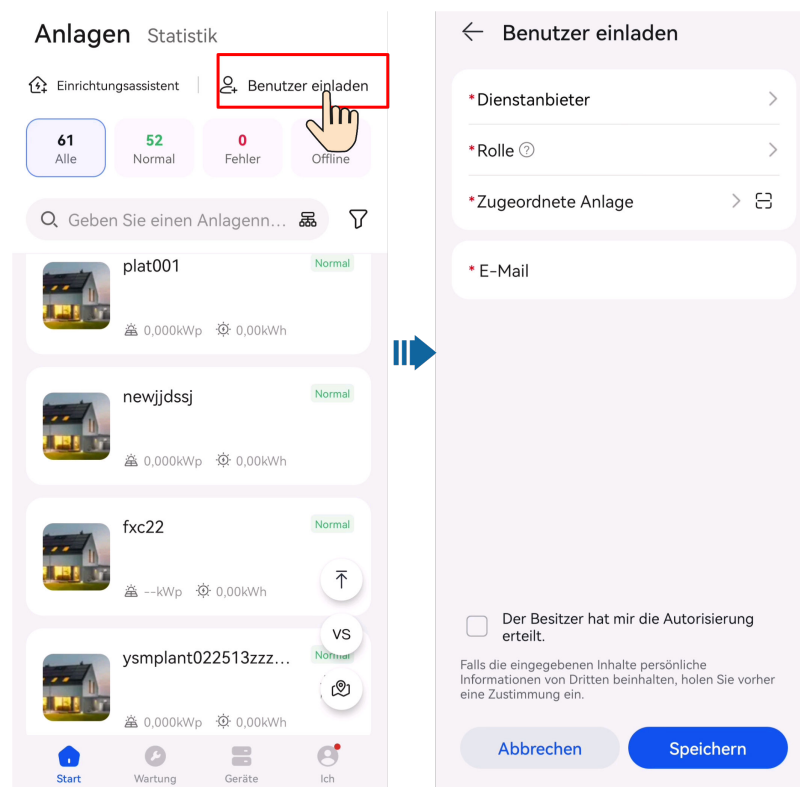 Anlagen Statistik
Einrichtungsassistent Benutzer einladen
61 52 0
Alle Normal Fehler Offline
Geben Sie einen Anlagenn...
plat001 Normal
0,000kWp 0,00kWh
newjjdssj Normal
0,000kWp 0,00kWh
fxc22 Normal
--kWp 0,00kWh
VS
ysmplant022513zzz... Normal
0,000kWp 0,00kWh
Start Wartung Geräte Ich
Benutzer einladen
*Dienstanbieter
*Rolle ?
*Zugeordnete Anlage
* E-Mail
Der Besitzer hat mir die Autorisierung
erteilt.
Falls die eingegebenen Inhalte persönliche
Informationen von Dritten beinhalten, holen Sie vorher
eine Zustimmung ein.
Abbrechen Speichern